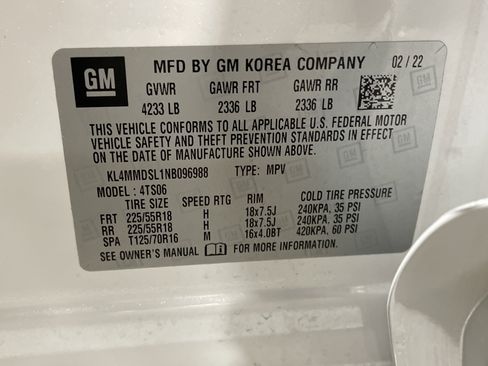 GM
MFD BY GM KOREA COMPANY 02 / 22
GVWR GAWR FRT GAWR RR
4233 LB 2336 LB 2336 LB
THIS VEHICLE CONFORMS TO ALL APPLICABLE U.S. FEDERAL MOTOR
VEHICLE SAFETY AND THEFT PREVENTION STANDARDS IN EFFECT
ON THE DATE OF MANUFACTURE SHOWN ABOVE.
KL4MMDSL1NB096988 TYPE: MPV
MODEL : 4TS06
TIRE SIZE SPEED RTG RIM COLD TIRE PRESSURE
FRT 225/55R18 H 18x7.5J 240KPA, 35 PSI
RR 225/55R18 H 18x7.5J 240KPA, 35 PSI
SPA T125/70R16 M 16x4.0BT 420KPA, 60 PSI
SEE OWNER'S MANUAL FOR MORE INFORMATION